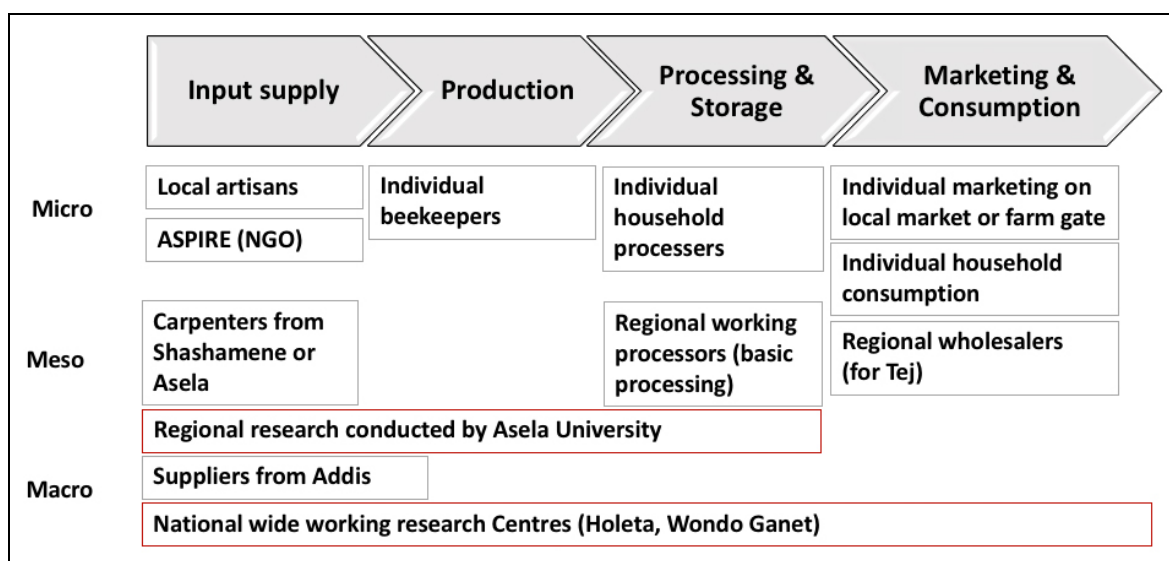 Input supply
Production
Processing &
Storage
Marketing &
Consumption
Micro
Local artisans
ASPIRE (NGO)
Individual
beekeepers
Individual
household
processers
Individual marketing on
local market or farm gate
Individual household
consumption
Meso
Carpenters from
Shashamene or
Asela
Regional working
processors (basic
processing)
Regional wholesalers
(for Tej)
Regional research conducted by Asela University
Macro
Suppliers from Addis
National wide working research Centres (Holeta, Wondo Ganet)